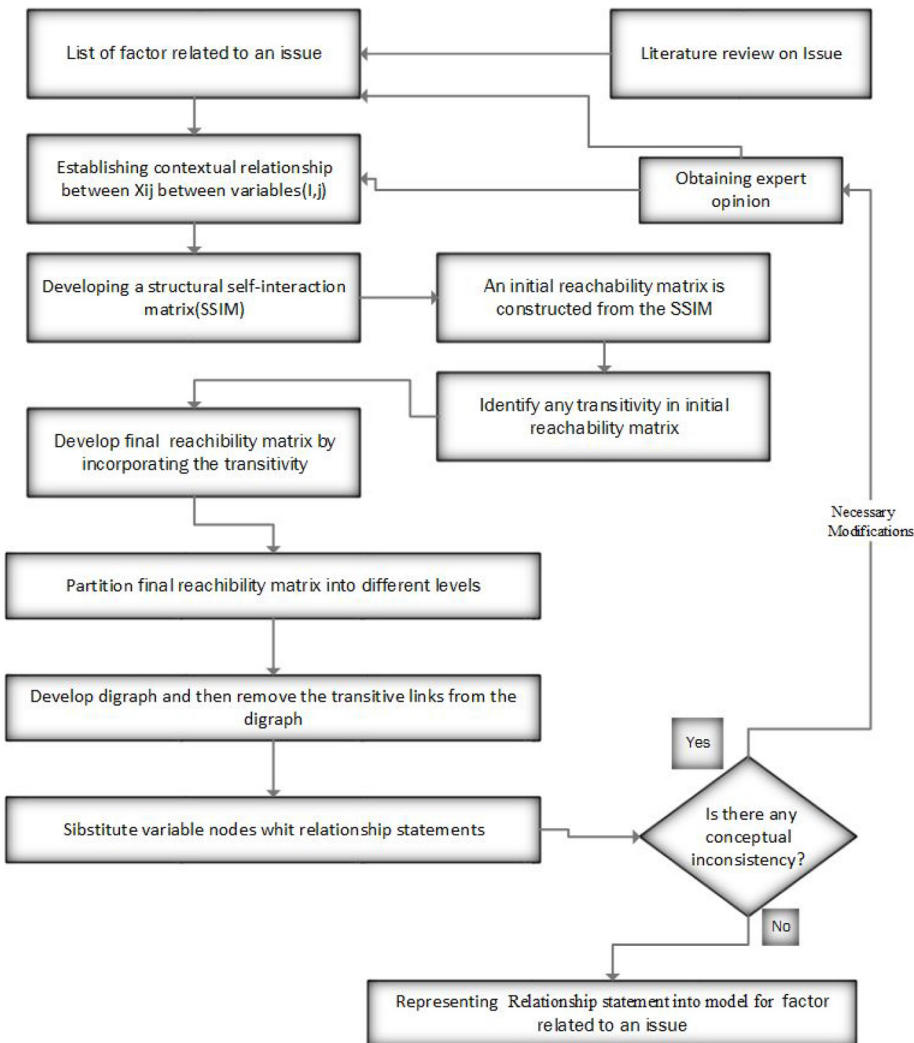 List of factor related to an issue
Literature review on Issue
Establishing contextual relationship
between Xij between variables(I,j)
Obtaining expert
opinion
Developing a structural self-interaction
matrix(SSIM)
An initial reachability matrix is
constructed from the SSIM
Identify any transitivity in initial
reachability matrix
Develop final reachibility matrix by
incorporating the transitivity
Necessary
Modifications
Partition final reachibility matrix into different levels
Develop digraph and then remove the transitive links from the
digraph
Yes
Sibstitute variable nodes whit relationship statements
Is there any
conceptual
inconsistency?
No
Representing Relationship statement into model for factor
related to an issue